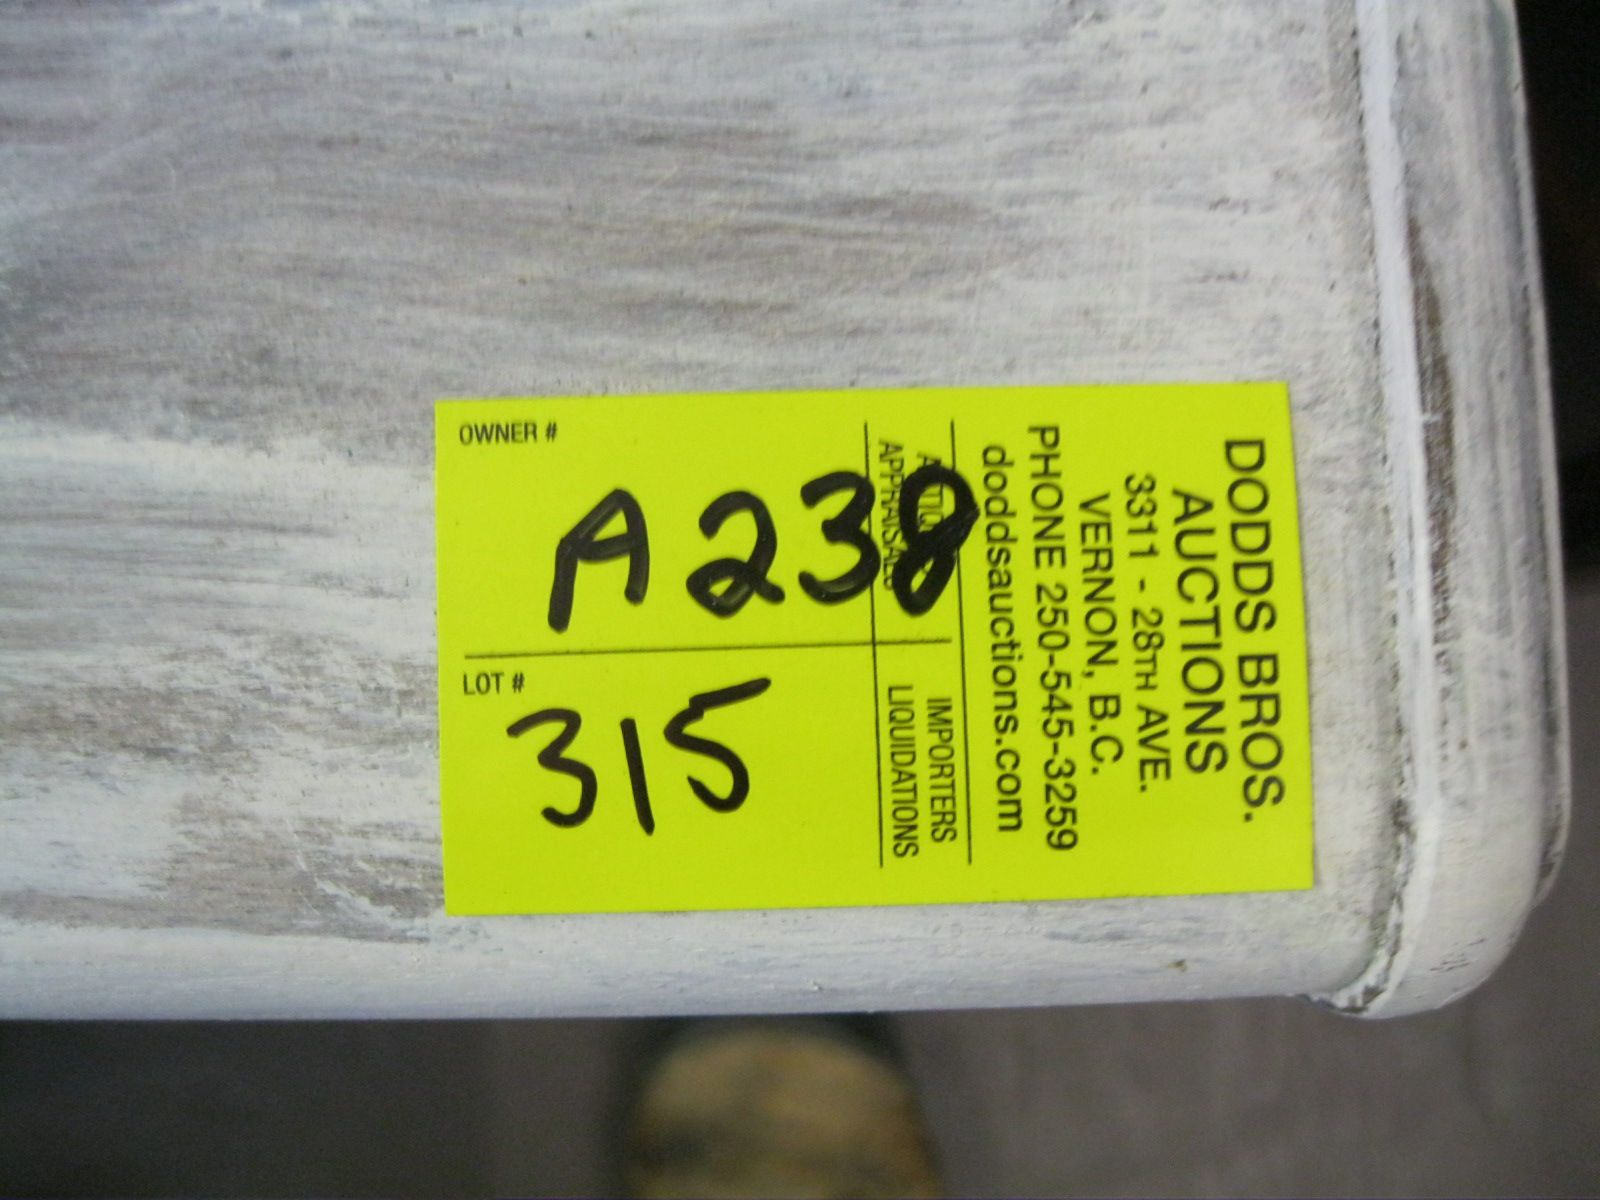 DODDS BROS.
AUCTIONS
3311 - 28TH AVE.
VERNON, B.C.
PHONE 250-545-3259
doddsauctions.com
IMPORTERS
APPRAISALS LIQUIDATIONS
OWNER #
A238
LOT #
315